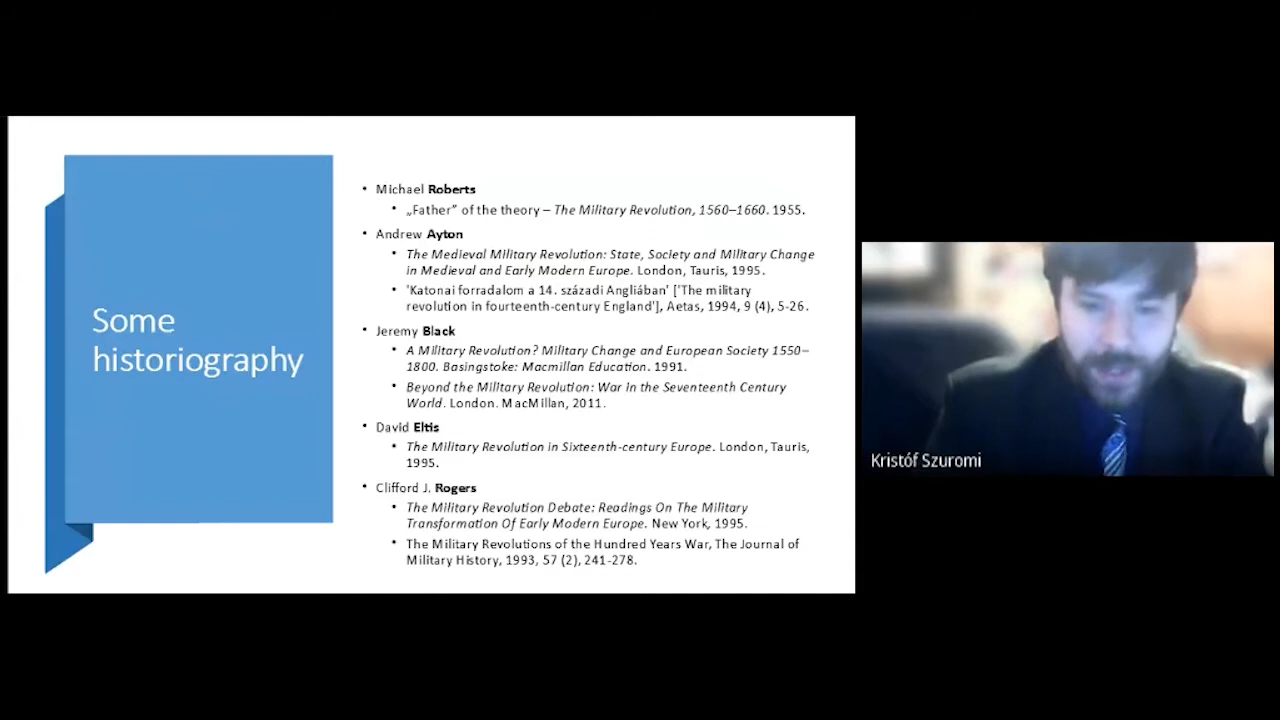 Some
historiography
• Michael Roberts
• „Father” of the theory – The Military Revolution, 1560–1660. 1955.
• Andrew Ayton
• The Medieval Military Revolution: State, Society and Military Change
in Medieval and Early Modern Europe. London, Tauris, 1995.
• 'Katonai forradalom a 14. századi Angliában' ['The military
revolution in fourteenth-century England'], Aetas, 1994, 9 (4), 5-26.
• Jeremy Black
• A Military Revolution? Military Change and European Society 1550–
1800. Basingstoke: Macmillan Education. 1991.
• Beyond the Military Revolution: War in the Seventeenth Century
World. London. MacMillan, 2011.
• David Eltis
• The Military Revolution in Sixteenth-century Europe. London, Tauris,
1995.
• Clifford J. Rogers
• The Military Revolution Debate: Readings On The Military
Transformation Of Early Modern Europe. New York, 1995.
• The Military Revolutions of the Hundred Years War, The Journal of
Military History, 1993, 57 (2), 241-278.
Kristóf Szuromi